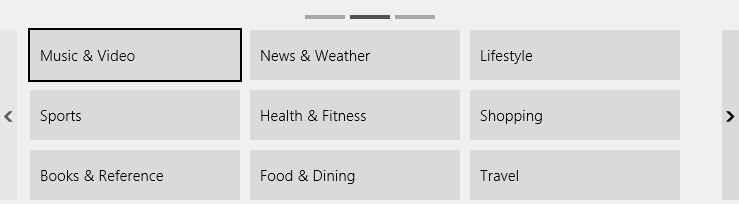 Music & Video
News & Weather
Lifestyle
Sports
Health & Fitness
Shopping
Books & Reference
Food & Dining
Travel